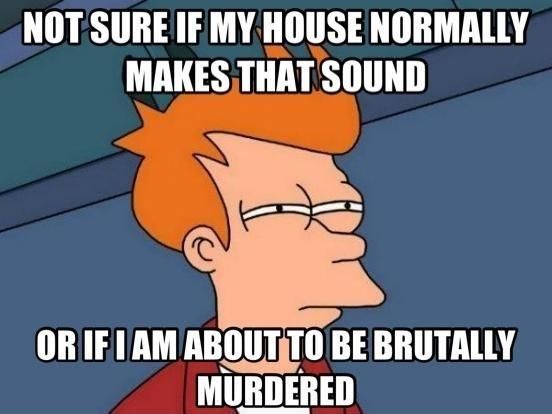 NOT SURE IF MY HOUSE NORMALLY
MAKES THAT SOUND
OR IF I AM ABOUT TO BE BRUTALLY
MURDERED